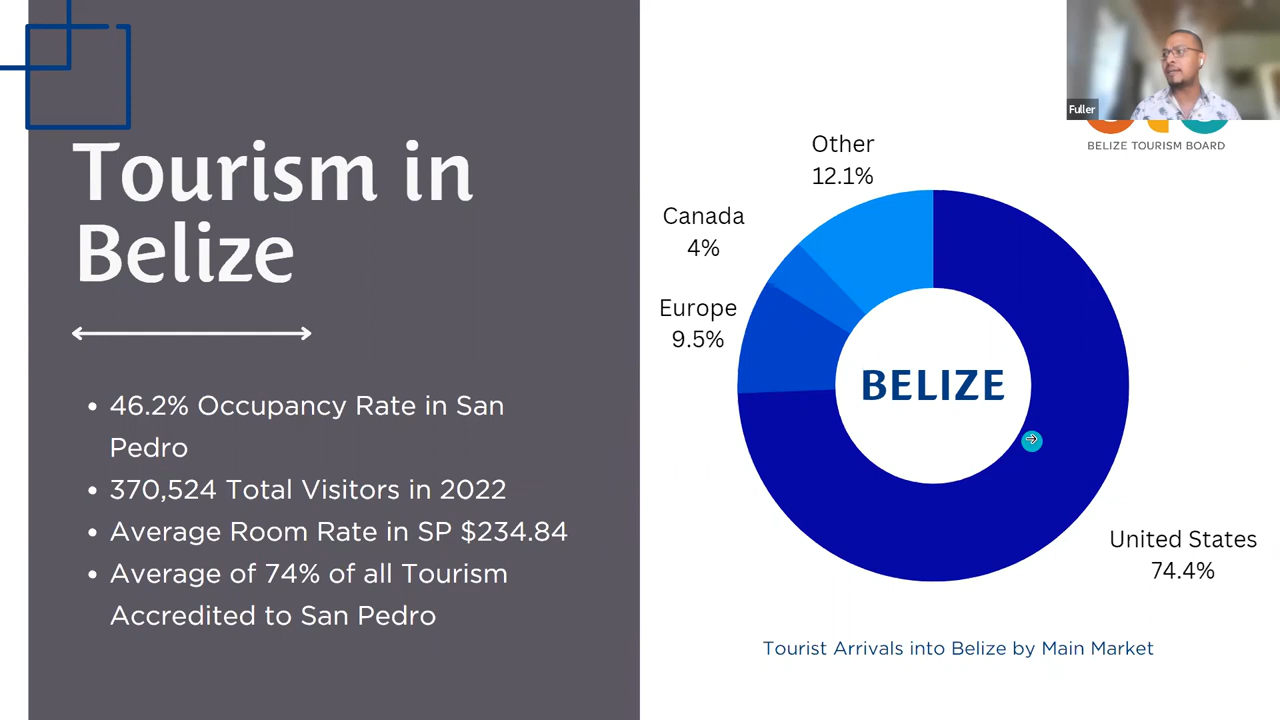 Tourism in
Belize
• 46.2% Occupancy Rate in San
Pedro
• 370,524 Total Visitors in 2022
• Average Room Rate in SP $234.84
• Average of 74% of all Tourism
Accredited to San Pedro
Fuller
BELIZE TOURISM BOARD
Other
12.1%
Canada
4%
Europe
9.5%
BELIZE
United States
74.4%
Tourist Arrivals into Belize by Main Market